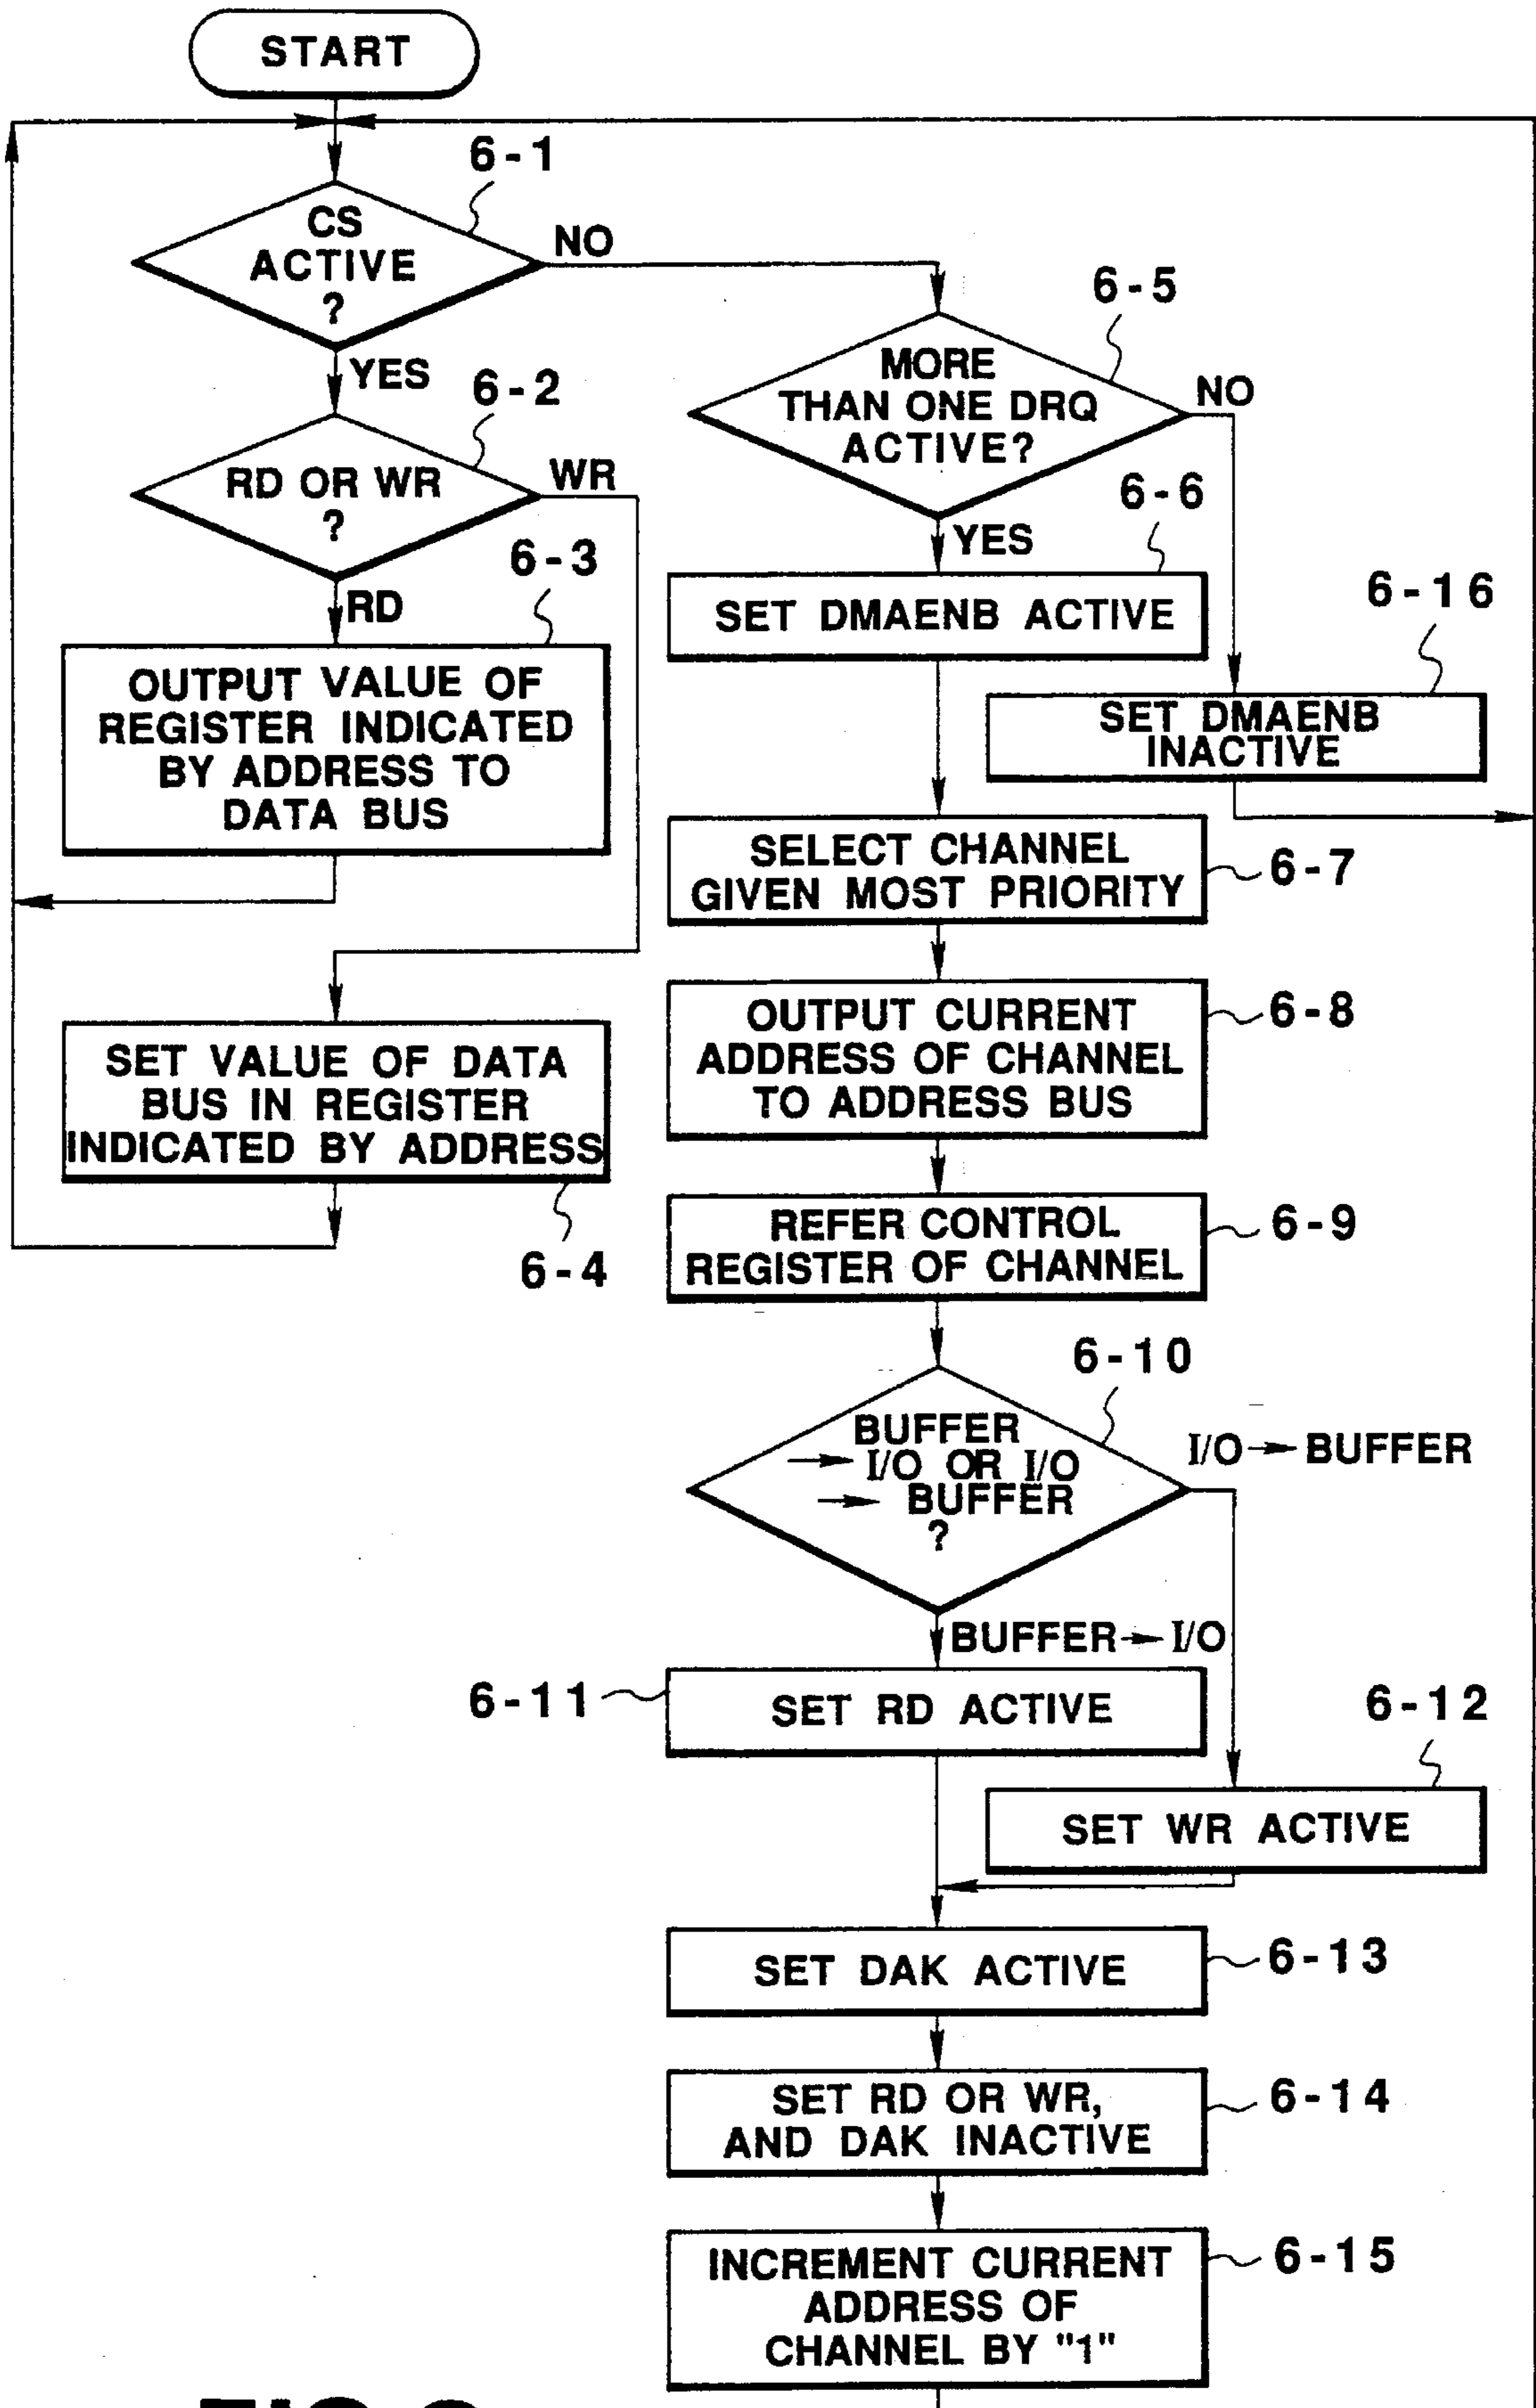 START
6-1
CS
ACTIVE
?
NO
YES
6-2
RD OR WR
?
WR
RD
6-3
OUTPUT VALUE OF
REGISTER INDICATED
BY ADDRESS TO
DATA BUS
SET VALUE OF DATA
BUS IN REGISTER
INDICATED BY ADDRESS
6-4
6-5
MORE
THAN ONE DRQ
ACTIVE?
NO
YES
6-6
SET DMAENB ACTIVE
6-16
SET DMAENB
INACTIVE
SELECT CHANNEL
GIVEN MOST PRIORITY
6-7
OUTPUT CURRENT
ADDRESS OF CHANNEL
TO ADDRESS BUS
6-8
REFER CONTROL
REGISTER OF CHANNEL
6-9
6-10
BUFFER
→ I/O OR I/O
→ BUFFER
?
I/O → BUFFER
BUFFER → I/O
6-11
SET RD ACTIVE
6-12
SET WR ACTIVE
SET DAK ACTIVE
6-13
SET RD OR WR,
AND DAK INACTIVE
6-14
INCREMENT CURRENT
ADDRESS OF
CHANNEL BY "1"
6-15